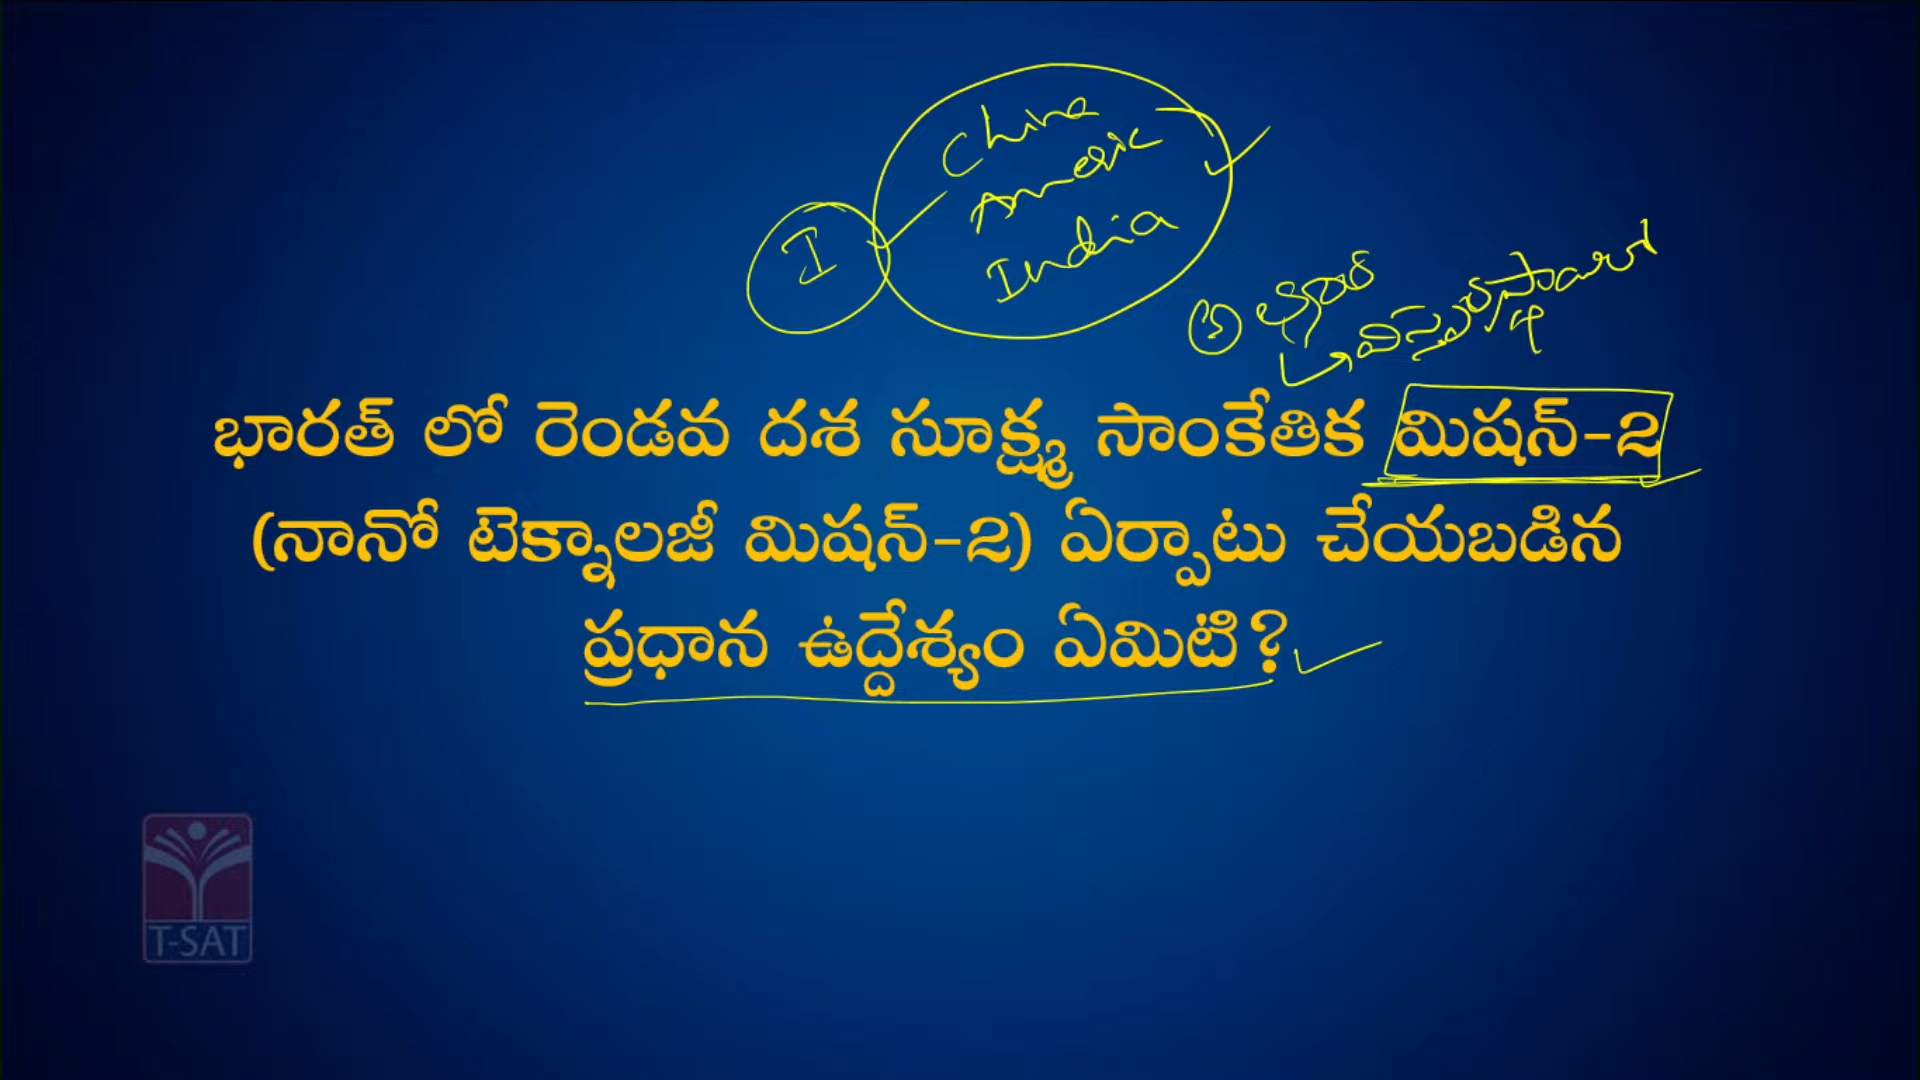 China
Americ
India
I
భారత్ లో రెండవ దశ సూక్ష్మ సాంకేతిక మిషన్-2
(నానో టెక్నాలజీ మిషన్-2) ఏర్పాటు చేయబడిన
ప్రధాన ఉద్దేశ్యం ఏమిటి?
T-SAT